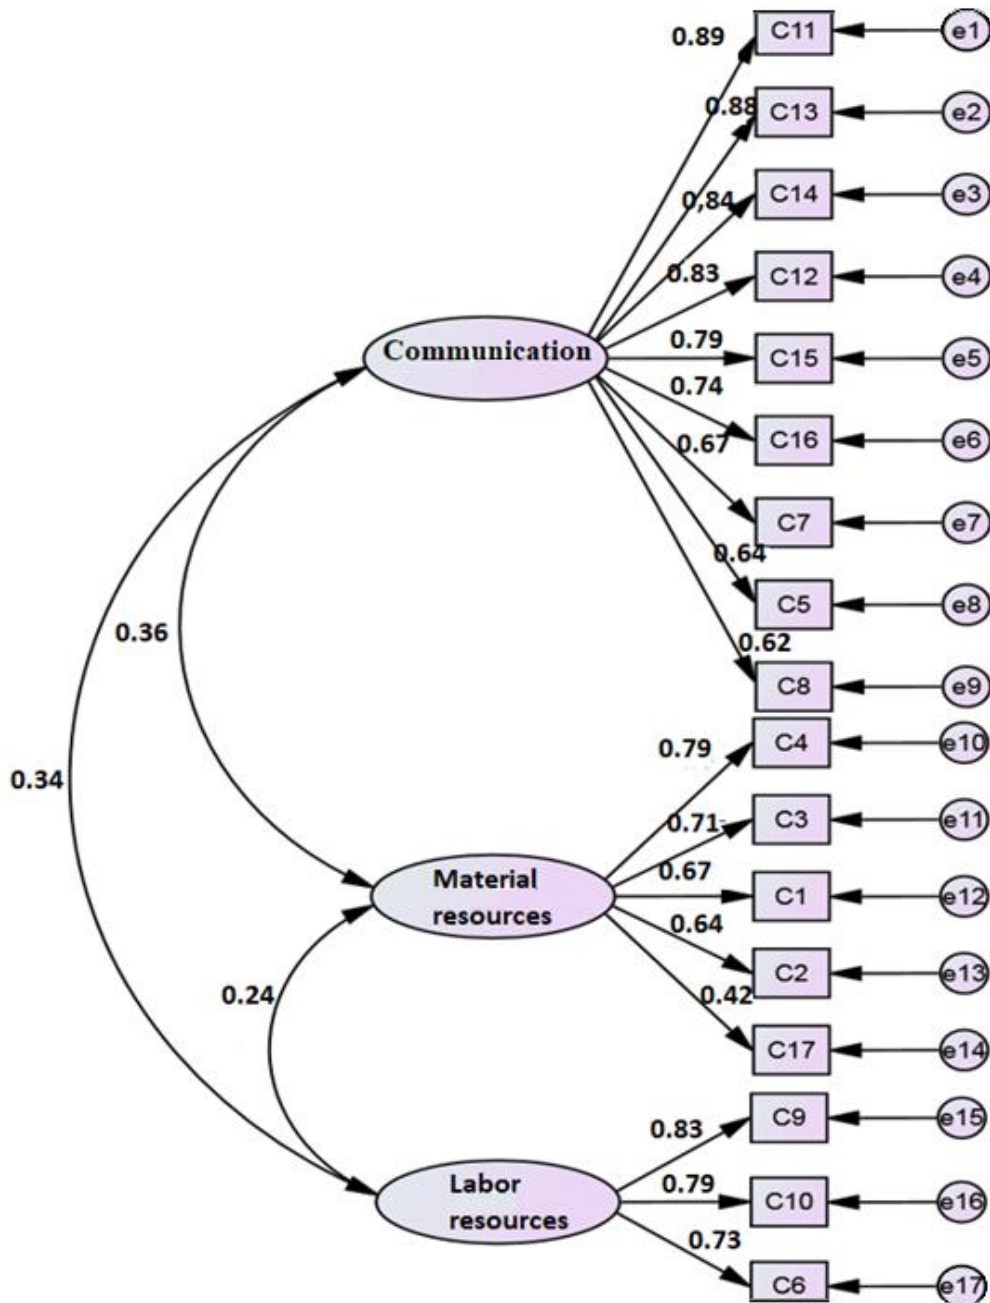 0.89
C11
e1
0.88
C13
e2
0,84
C14
e3
0.83
C12
e4
Communication
0.79
C15
e5
0.74
C16
e6
0.67
C7
e7
0.64
C5
e8
0.36
0.62
C8
e9
0.34
0.79
C4
e10
0.71
C3
e11
Material
resources
0.67
C1
e12
0.64
C2
e13
0.24
0.42
C17
e14
0.83
C9
e15
Labor
resources
0.79
C10
e16
0.73
C6
e17